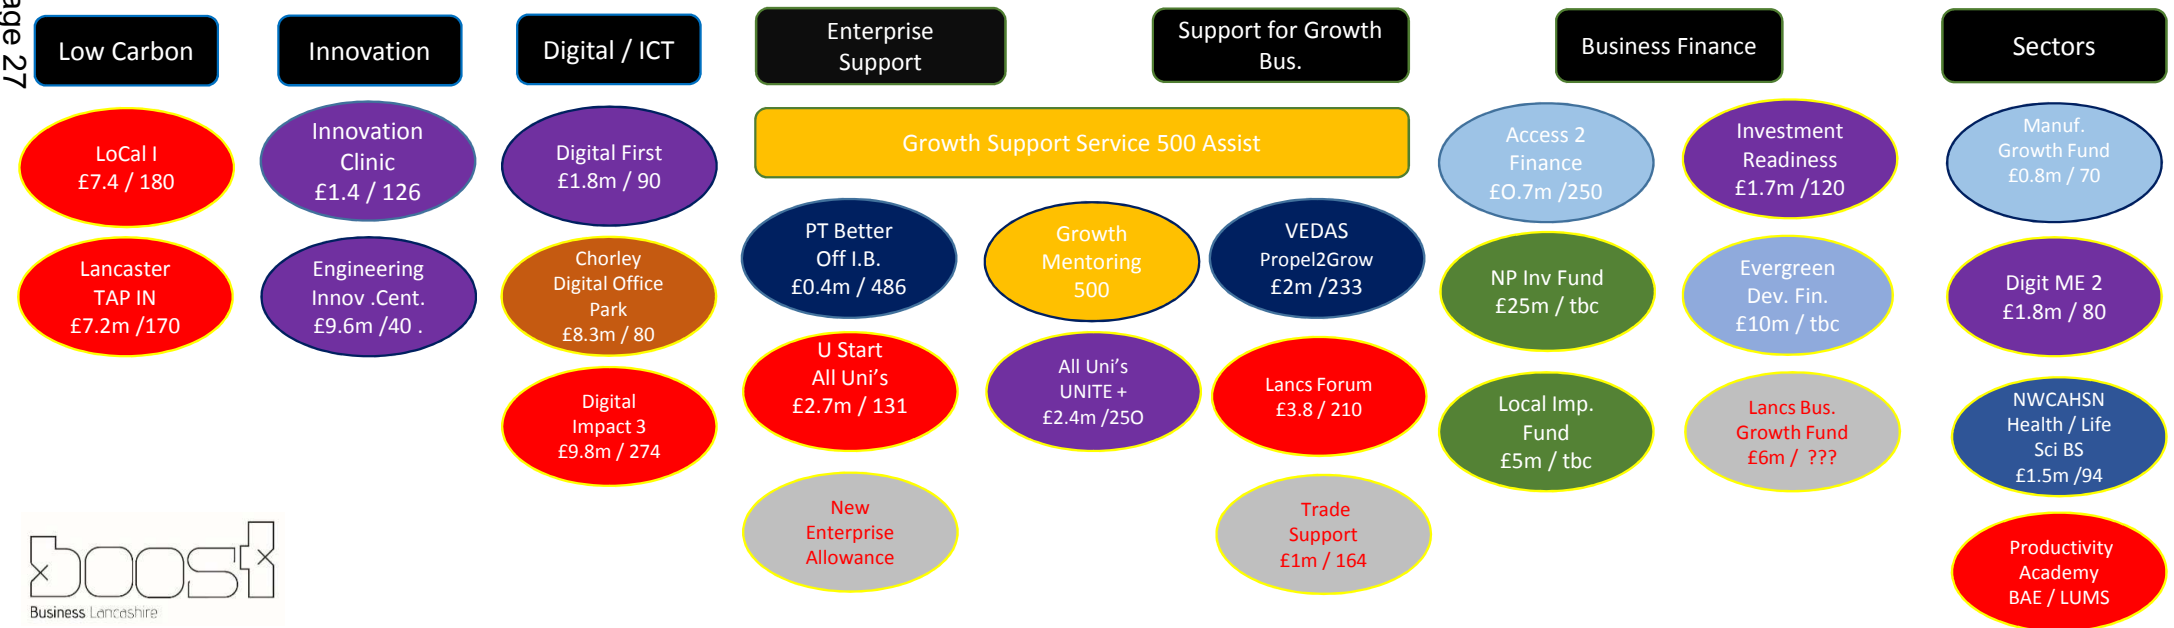 age 27
Low Carbon
Innovation
Digital / ICT
Enterprise
Support
Support for Growth
Bus.
Business Finance
Sectors
LoCal I
£7.4 / 180
Lancaster
TAP IN
£7.2m /170
Innovation
Clinic
£1.4 / 126
Engineering
Innov .Cent.
£9.6m /40 .
Digital First
£1.8m / 90
Chorley
Digital Office
Park
£8.3m / 80
Digital
Impact 3
£9.8m / 274
Growth Support Service 500 Assist
PT Better
Off I.B.
£0.4m / 486
U Start
All Uni's
£2.7m / 131
New
Enterprise
Allowance
Growth
Mentoring
500
All Uni's
UNITE +
£2.4m /25O
VEDAS
Propel2Grow
£2m /233
Lancs Forum
£3.8 / 210
Trade
Support
£1m / 164
Access 2
Finance
£O.7m /250
NP Inv Fund
£25m / tbc
Local Imp.
Fund
£5m / tbc
Investment
Readiness
£1.7m /120
Evergreen
Dev. Fin.
£10m / tbc
Lancs Bus.
Growth Fund
£6m /  ???
Manuf.
Growth Fund
£0.8m / 70
Digit ME 2
£1.8m / 80
NWCAHSN
Health / Life
Sci BS
£1.5m /94
Productivity
Academy
BAE / LUMS
boost
Business Lancashire